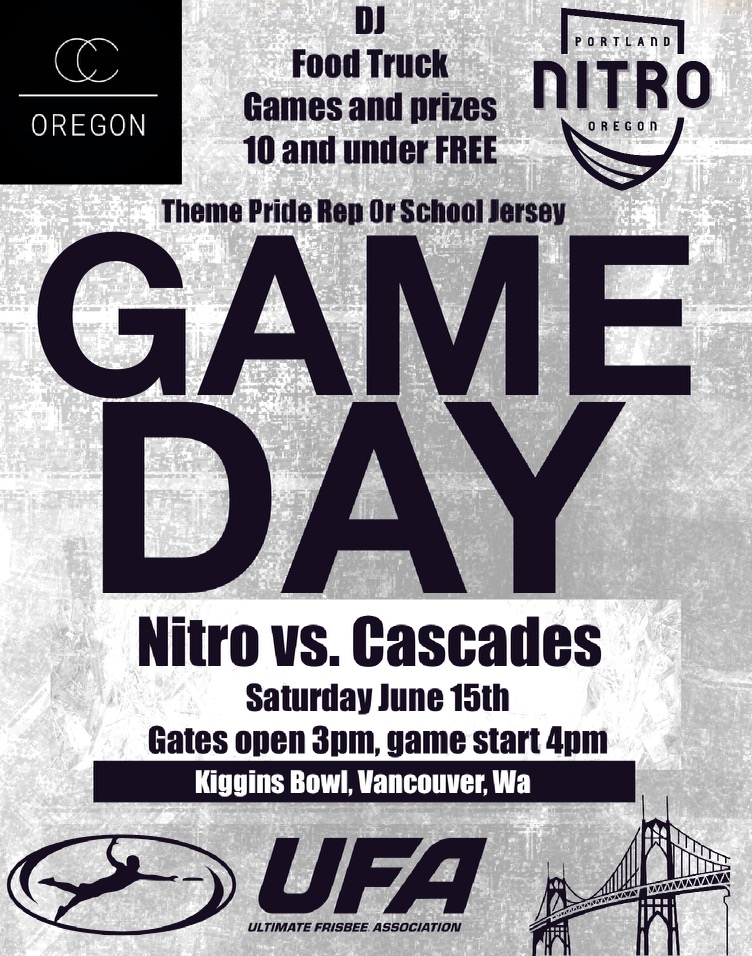 CC
OREGON
DJ
Food Truck
Games and prizes
10 and under FREE
PORTLAND
NITRO
OREGON
Theme Pride Rep Or School Jersey
GAME
DAY
Nitro vs. Cascades
Saturday June 15th
Gates open 3pm, game start 4pm
Kiggins Bowl, Vancouver, Wa
UFA
ULTIMATE FRISBEE ASSOCIATION